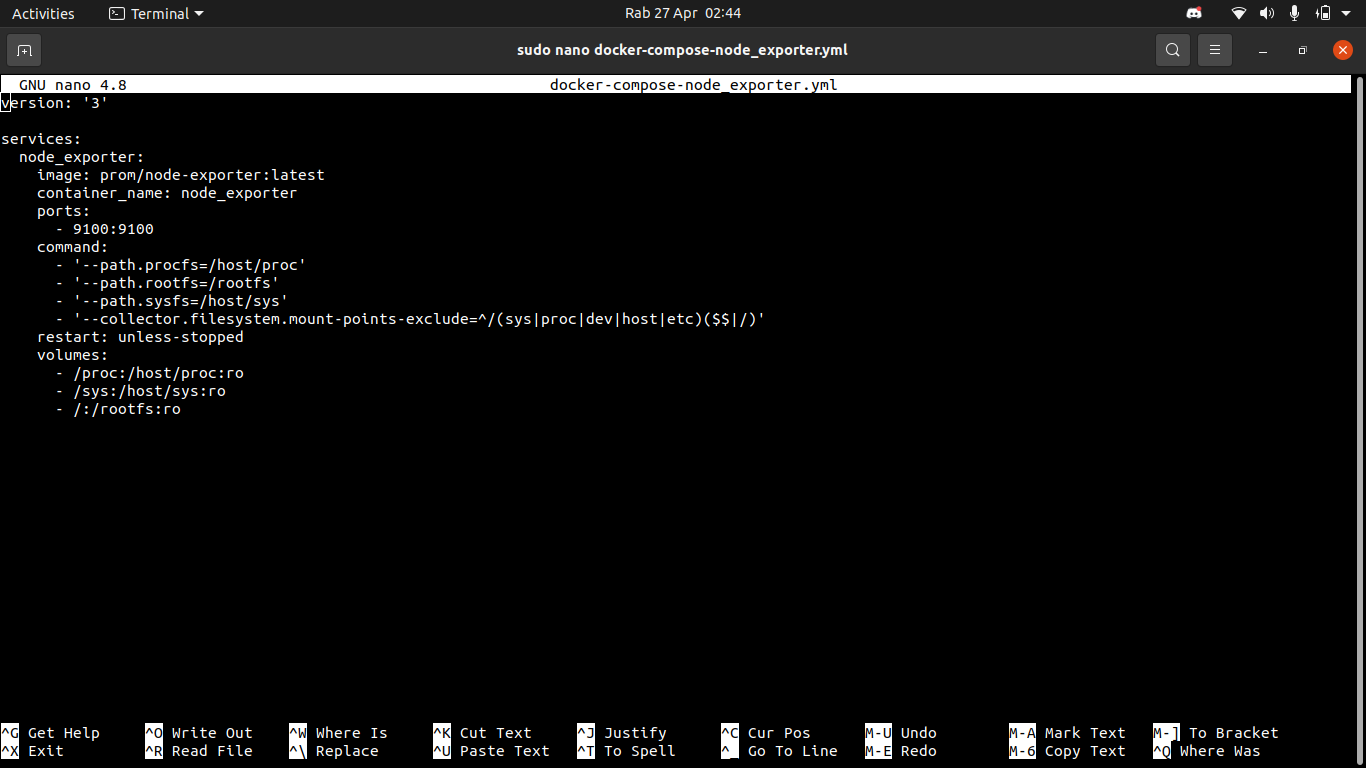 Activities Terminal Rab 27 Apr 02:44
sudo nano docker-compose-node_exporter.yml
GNU nano 4.8 docker-compose-node_exporter.yml
version: '3'
services:
  node_exporter:
    image: prom/node-exporter:latest
    container_name: node_exporter
    ports:
      - 9100:9100
    command:
      - '--path.procfs=/host/proc'
      - '--path.rootfs=/rootfs'
      - '--path.sysfs=/host/sys'
      - '--collector.filesystem.mount-points-exclude=^/(sys|proc|dev|host|etc)($$|/)'
    restart: unless-stopped
    volumes:
      - /proc:/host/proc:ro
      - /sys:/host/sys:ro
      - /:/rootfs:ro
^G Get Help ^O Write Out ^W Where Is ^K Cut Text ^J Justify ^C Cur Pos M-U Undo M-A Mark Text M-] To Bracket
^X Exit ^R Read File ^\ Replace ^U Paste Text ^T To Spell ^_ Go To Line M-E Redo M-6 Copy Text ^Q Where Was